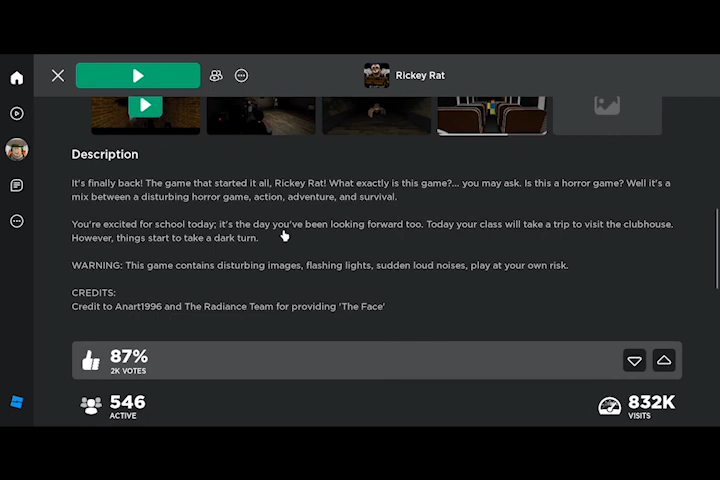 Rickey Rat
Description
It's finally back! The game that started it all, Rickey Rat! What exactly is this game?... you may ask. Is this a horror game? Well it's a
mix between a disturbing horror game, action, adventure, and survival.
You're excited for school today; it's the day you've been looking forward too. Today your class will take a trip to visit the clubhouse.
However, things start to take a dark turn.
WARNING: This game contains disturbing images, flashing lights, sudden loud noises, play at your own risk.
CREDITS:
Credit to Anart1996 and The Radiance Team for providing 'The Face'
87%
2K VOTES
546
ACTIVE
832K
VISITS